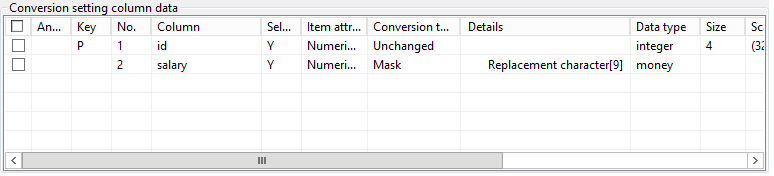 Conversion setting column data
An... Key No. Column Sel... Item attr... Conversion t... Details Data type Size Sc
P 1 id Y Numeri... Unchanged integer 4 (32
2 salary Y Numeri... Mask Replacement character[9] money